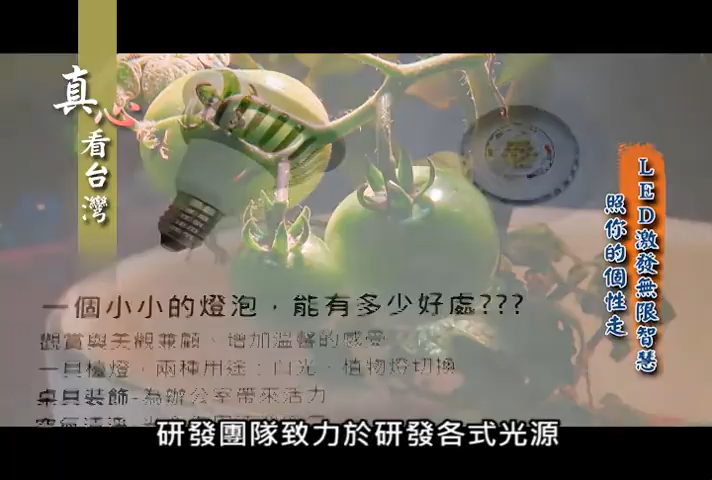 真心看台灣
LED激發無限智慧
照你的個性走
一個小小的燈泡，能有多少好處???
觀賞與美觀兼顧、增加溫馨的感受
一具檯燈，兩種用途：白光、植物燈切換
桌具裝飾-為辦公室帶來活力
研發團隊致力於研發各式光源